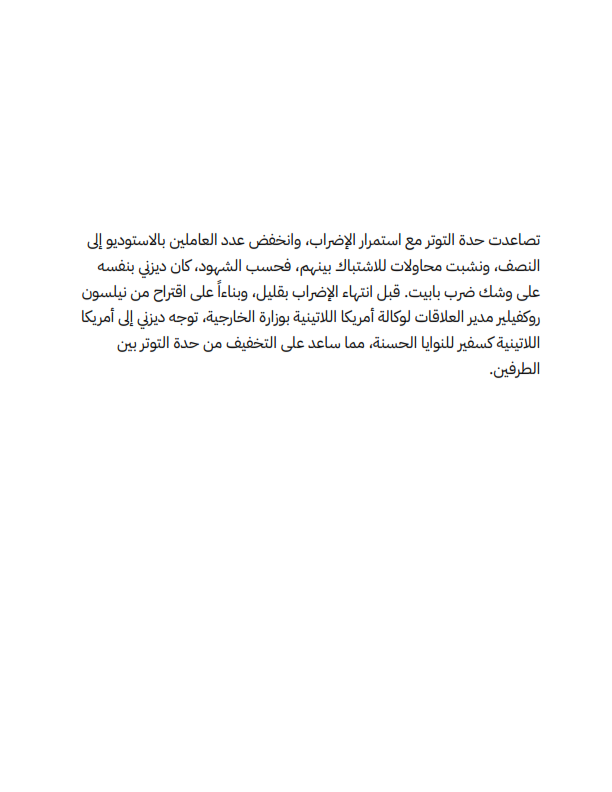 تصاعدت حدة التوتر مع استمرار الإضراب، وانخفض عدد العاملين بالاستوديو إلى
النصف، ونشبت محاولات للاشتباك بينهم، فحسب الشهود، كان ديزني بنفسه
على وشك ضرب بابيت. قبل انتهاء الإضراب بقليل، وبناءاً على اقتراح من نيلسون
روكفيلير مدير العلاقات لوكالة أمريكا اللاتينية بوزارة الخارجية، توجه ديزني إلى أمريكا
اللاتينية كسفير للنوايا الحسنة، مما ساعد على التخفيف من حدة التوتر بين
الطرفين.